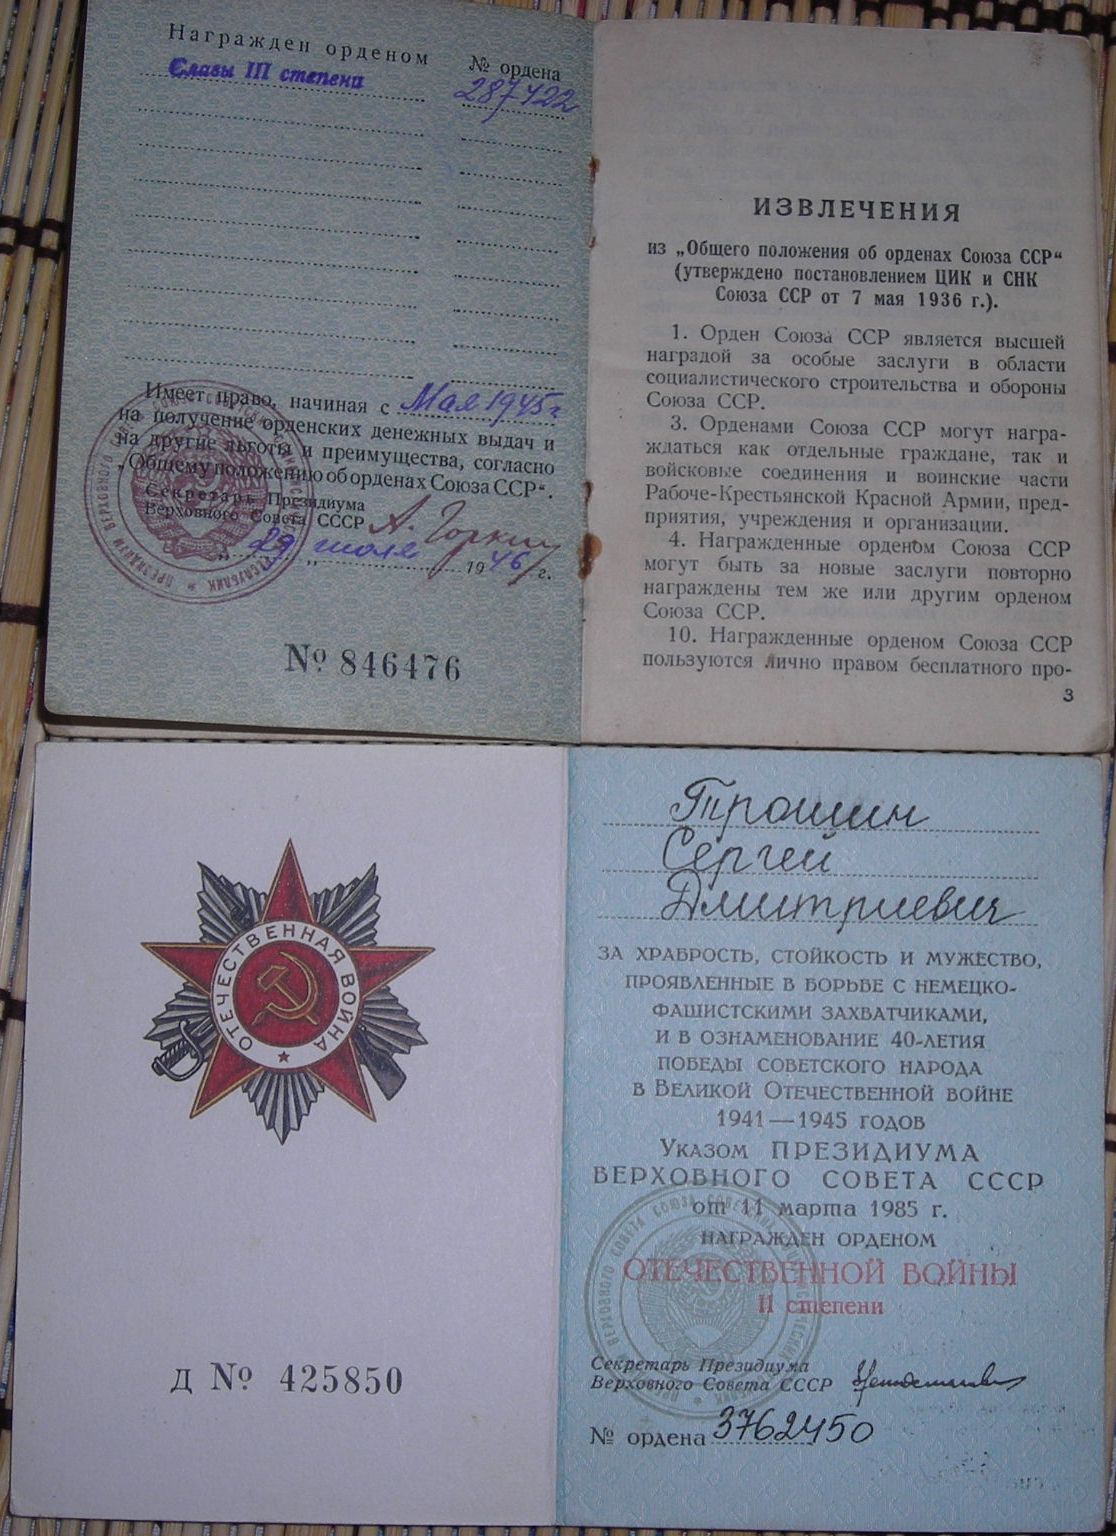 Награжден орденом
№ ордена
Славы III степени
287422
Имеет право, начиная с Мая 1945 г
на получение орденских денежных выдач и
на другие льготы и преимущества, согласно
„Общему положению об орденах Союза ССР“.
Секретарь Президиума
Верховного Совета СССР А. Горкин
„ 29 июля „ 1946 г.
№ 846476
ИЗВЛЕЧЕНИЯ
из „Общего положения об орденах Союза ССР“
(утверждено постановлением ЦИК и СНК
Союза ССР от 7 мая 1936 г.).
1. Орден Союза ССР является высшей
наградой за особые заслуги в области
социалистического строительства и обороны
Союза ССР.
3. Орденами Союза ССР могут награ-
ждаться как отдельные граждане, так и
войсковые соединения и воинские части
Рабоче-Крестьянской Красной Армии, пред-
приятия, учреждения и организации.
4. Награжденные орденом Союза ССР
могут быть за новые заслуги повторно
награждены тем же или другим орденом
Союза ССР.
10. Награжденные орденом Союза ССР
пользуются лично правом бесплатного про-
3
ОТЕЧЕСТВЕННАЯ ВОЙНА
Д № 425850
Трошин
Сергей
Дмитриевич
ЗА ХРАБРОСТЬ, СТОЙКОСТЬ И МУЖЕСТВО,
ПРОЯВЛЕННЫЕ В БОРЬБЕ С НЕМЕЦКО-
ФАШИСТСКИМИ ЗАХВАТЧИКАМИ,
И В ОЗНАМЕНОВАНИЕ 40-ЛЕТИЯ
ПОБЕДЫ СОВЕТСКОГО НАРОДА
В ВЕЛИКОЙ ОТЕЧЕСТВЕННОЙ ВОЙНЕ
1941—1945 ГОДОВ
УКАЗОМ ПРЕЗИДИУМА
ВЕРХОВНОГО СОВЕТА СССР
от 11 марта 1985 г.
НАГРАЖДЕН ОРДЕНОМ
ОТЕЧЕСТВЕННОЙ ВОЙНЫ
II степени
Секретарь Президиума
Верховного Совета СССР
№ ордена 3762450